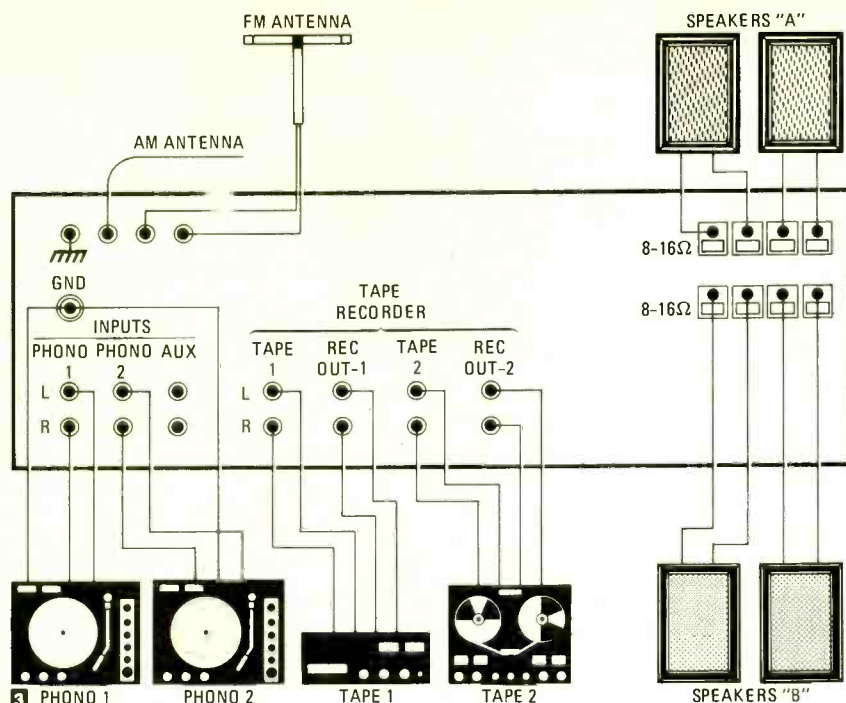 FM ANTENNA
SPEAKERS "A"
AM ANTENNA
8-16Ω
8-16Ω
GND
TAPE
RECORDER
INPUTS
PHONO PHONO AUX
1 2
TAPE REC TAPE REC
1 OUT-1 2 OUT-2
L L
R R
3 PHONO 1 PHONO 2 TAPE 1 TAPE 2 SPEAKERS "B"